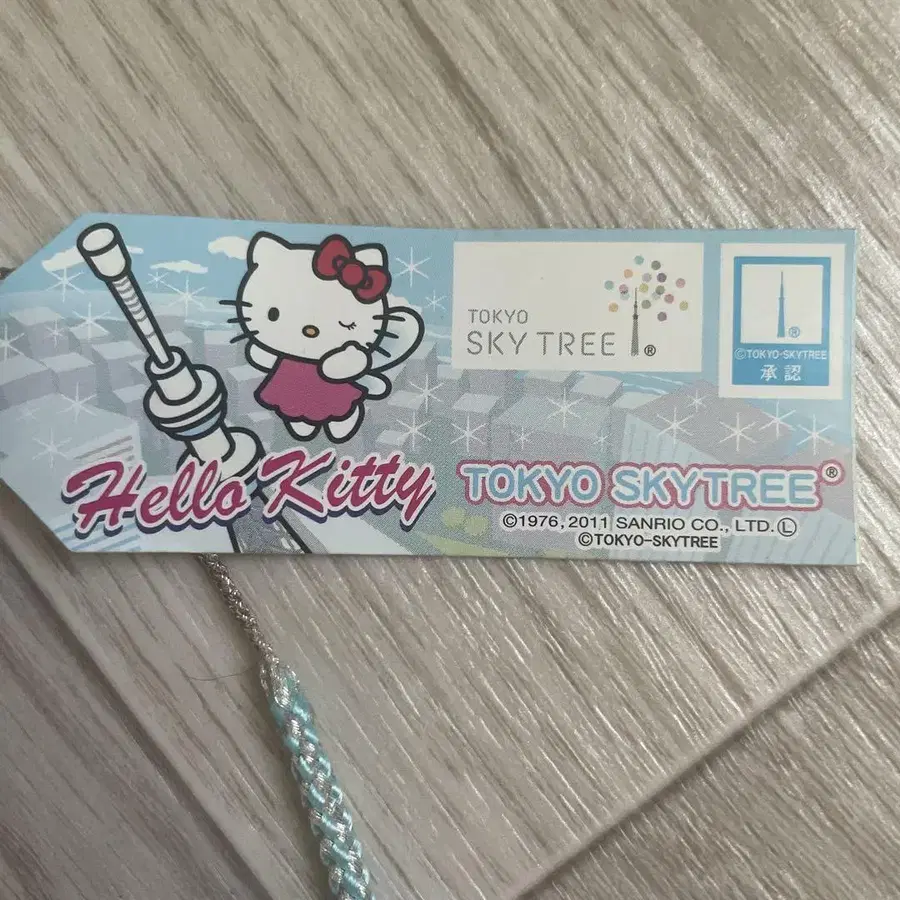 TOKYO
SKY TREE®
®
©TOKYO-SKYTREE
承認
Hello Kitty
TOKYO SKYTREE®
©1976, 2011 SANRIO CO., LTD. Ⓛ
©TOKYO-SKYTREE